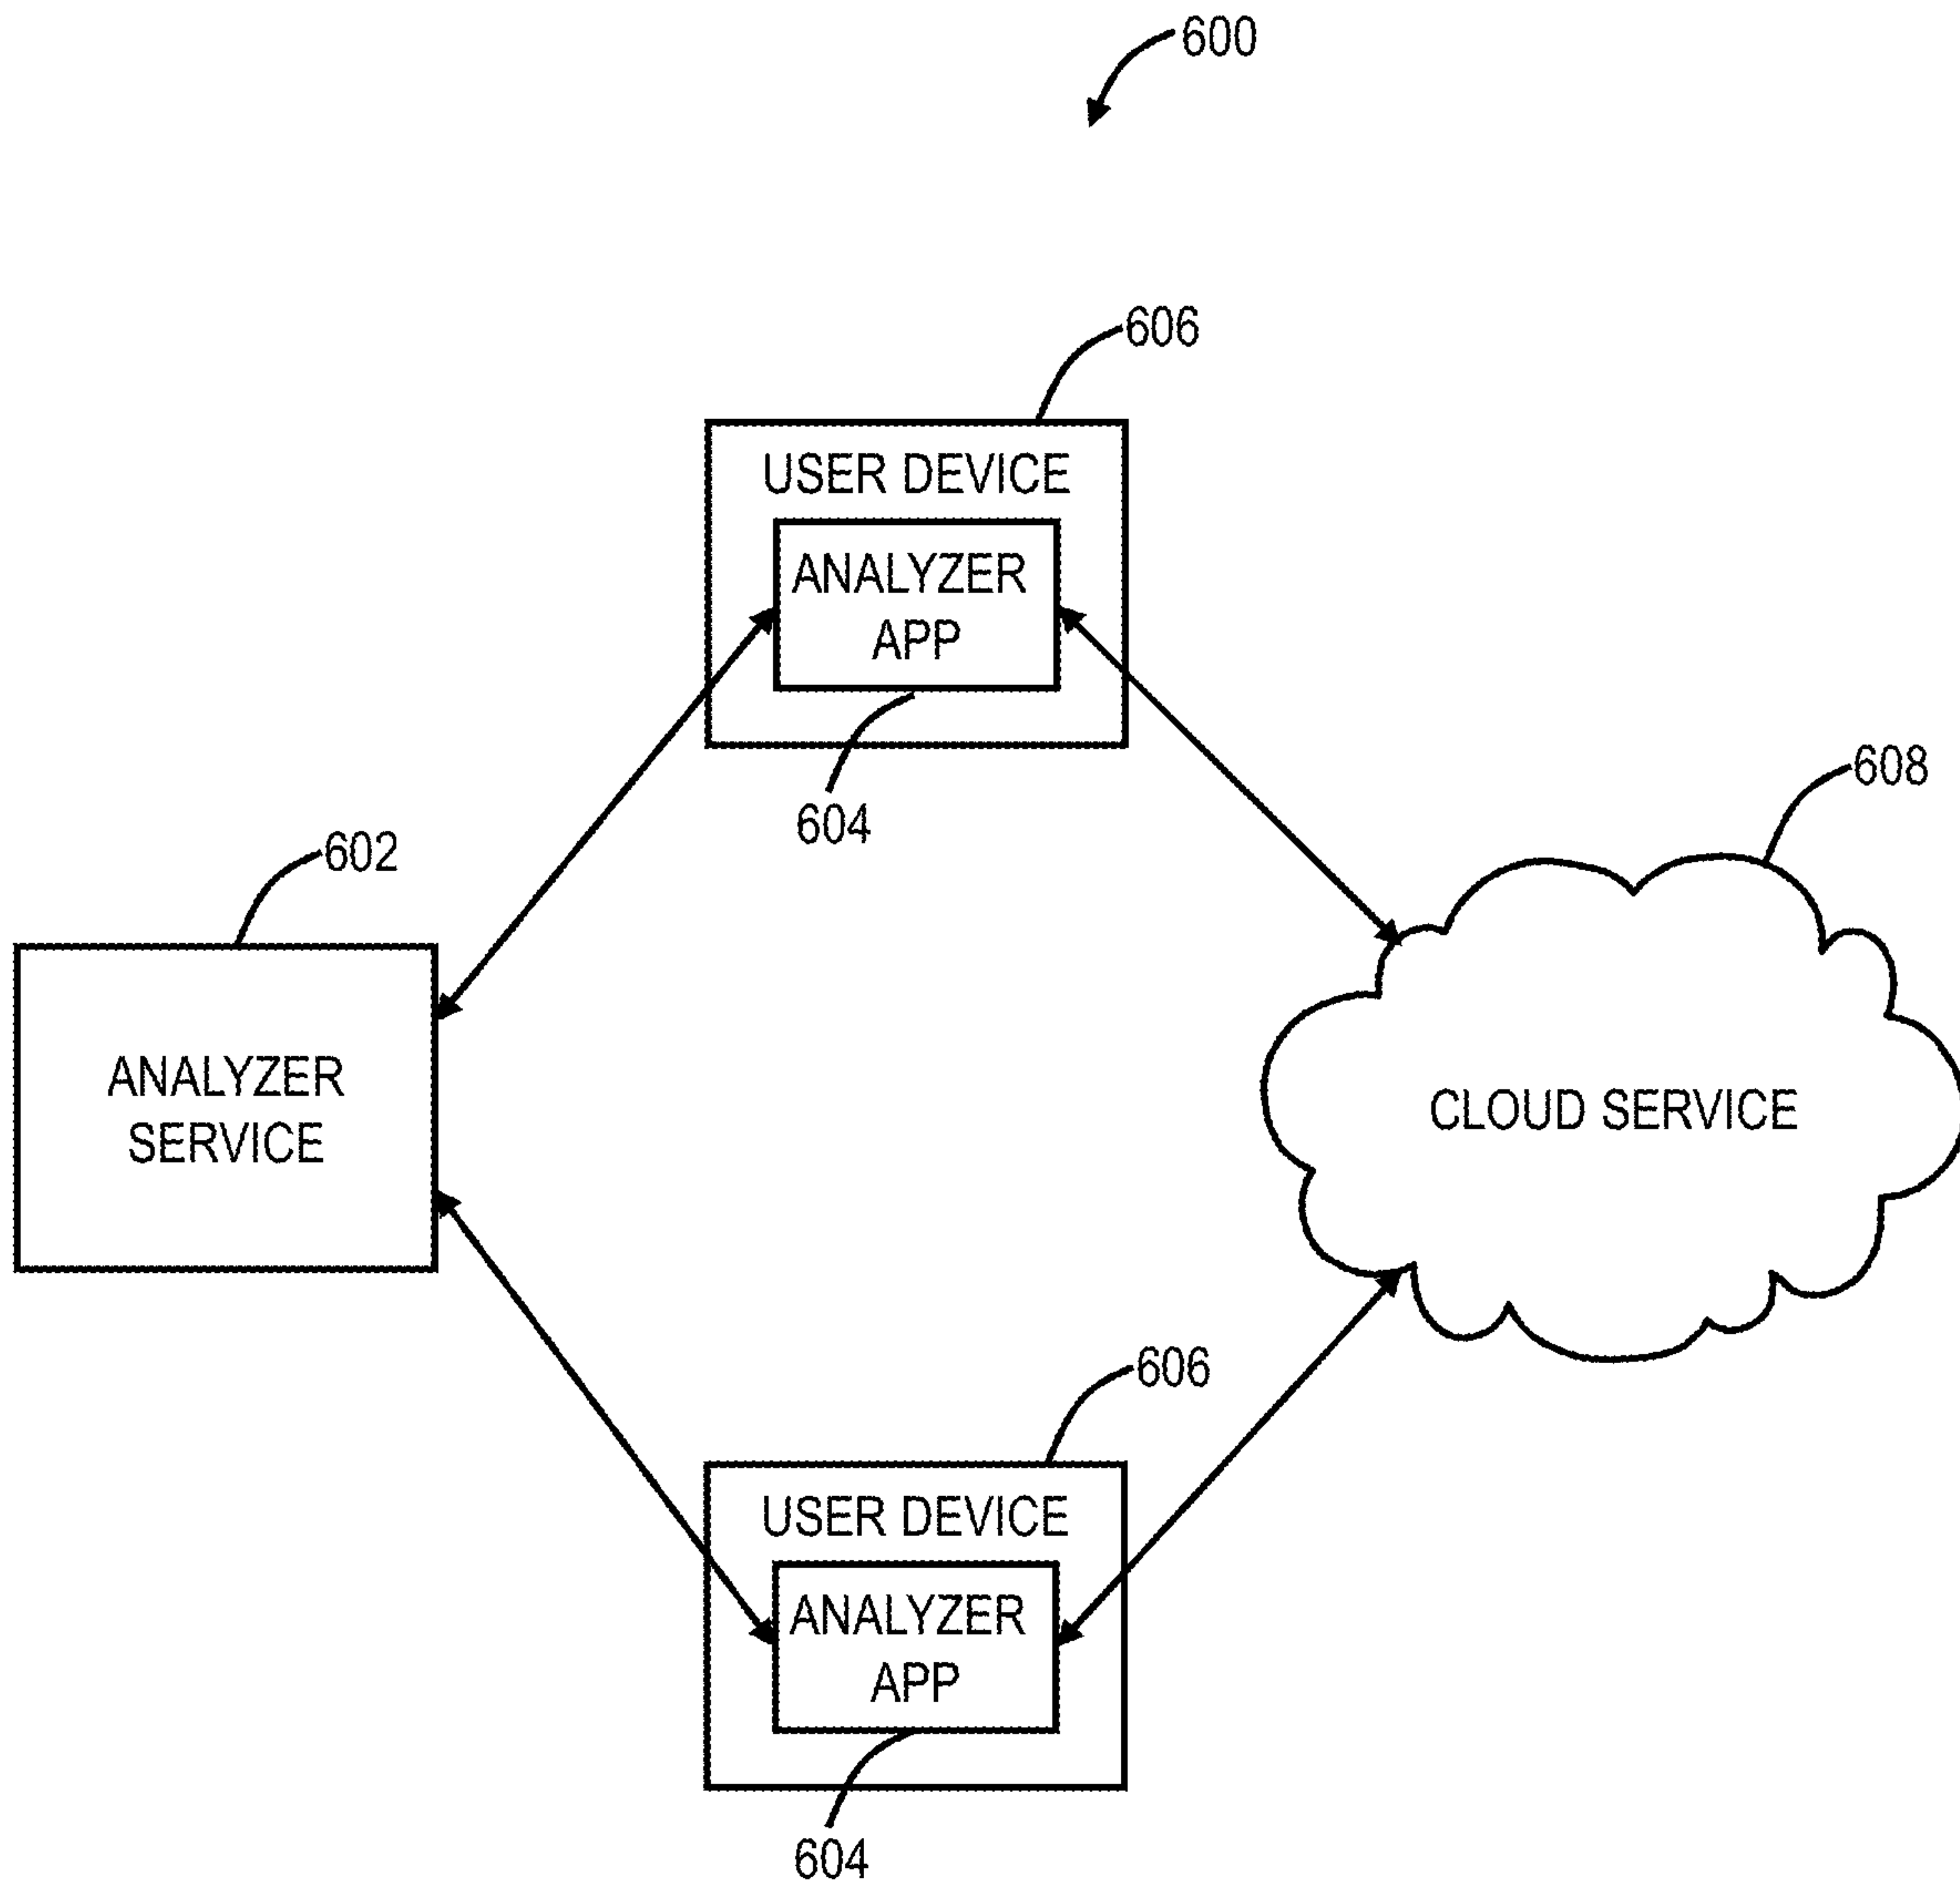 600
606
USER DEVICE
ANALYZER
APP
604
608
602
ANALYZER
SERVICE
CLOUD SERVICE
606
USER DEVICE
ANALYZER
APP
604